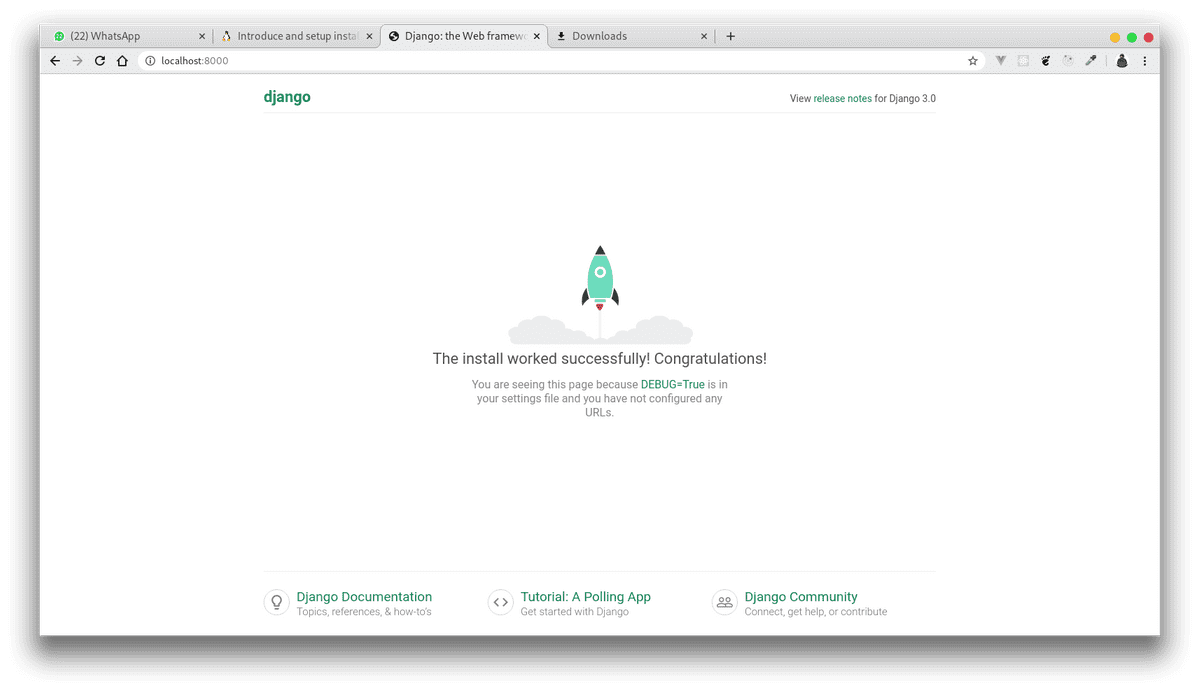 (22) WhatsApp
Introduce and setup insta
Django: the Web framew
Downloads
localhost:8000
django
View release notes for Django 3.0
The install worked successfully! Congratulations!
You are seeing this page because DEBUG=True is in
your settings file and you have not configured any
URLs.
Django Documentation
Topics, references, & how-to's
Tutorial: A Polling App
Get started with Django
Django Community
Connect, get help, or contribute